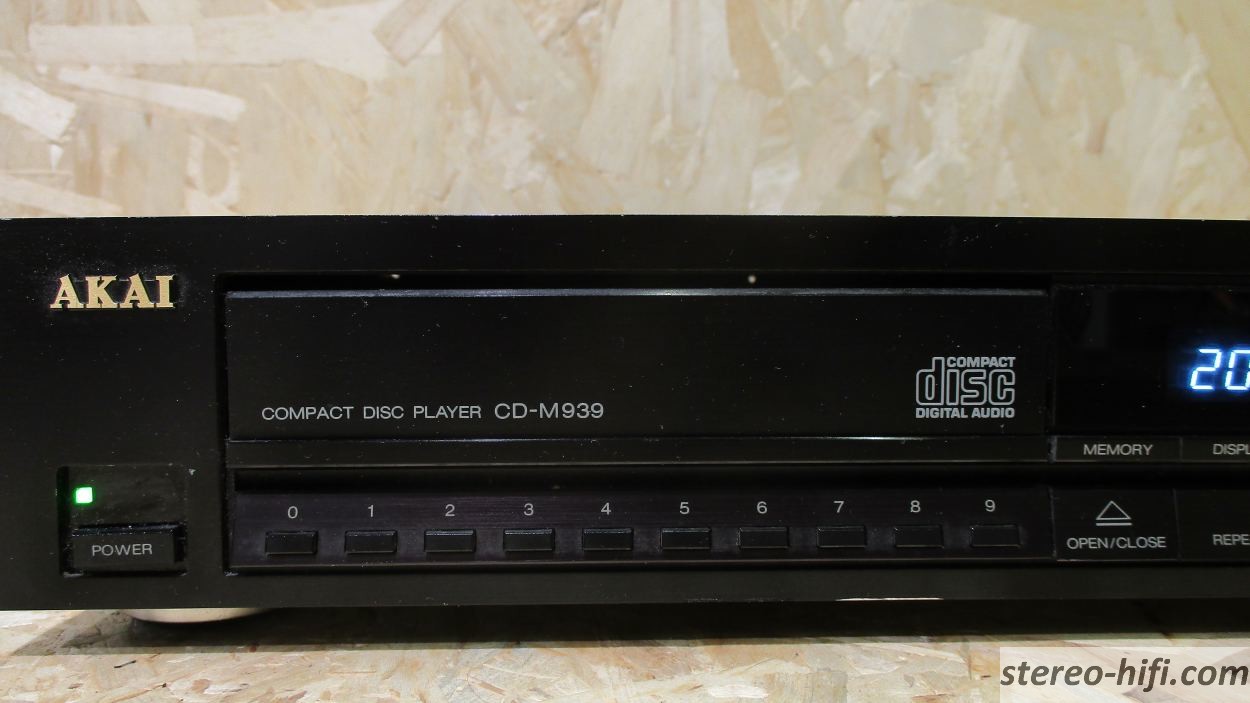 AKAI
COMPACT DISC PLAYER CD-M939
COMPACT
disc
DIGITAL AUDIO
20
MEMORY
0 1 2 3 4 5 6 7 8 9
POWER
OPEN/CLOSE
stereo-hifi.com